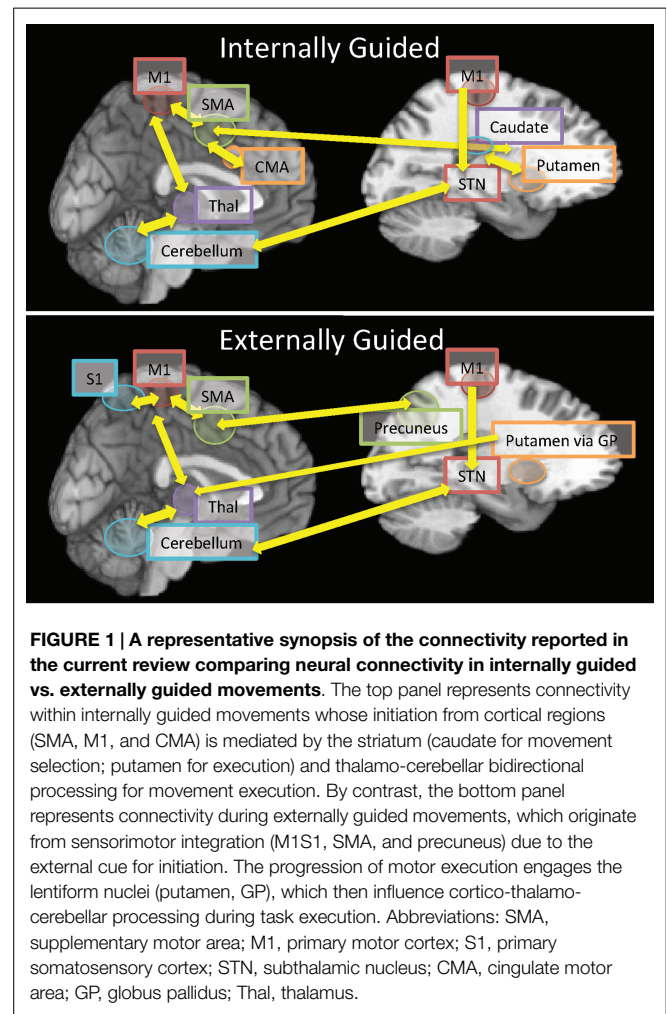 Internally Guided
M1
SMA
CMA
Thal
Cerebellum
M1
Caudate
Putamen
STN
Externally Guided
S1
M1
SMA
Thal
Cerebellum
M1
Precuneus
Putamen via GP
STN
FIGURE 1 | A representative synopsis of the connectivity reported in
the current review comparing neural connectivity in internally guided
vs. externally guided movements. The top panel represents connectivity
within internally guided movements whose initiation from cortical regions
(SMA, M1, and CMA) is mediated by the striatum (caudate for movement
selection; putamen for execution) and thalamo-cerebellar bidirectional
processing for movement execution. By contrast, the bottom panel
represents connectivity during externally guided movements, which originate
from sensorimotor integration (M1S1, SMA, and precuneus) due to the
external cue for initiation. The progression of motor execution engages the
lentiform nuclei (putamen, GP), which then influence cortico-thalamo-
cerebellar processing during task execution. Abbreviations: SMA,
supplementary motor area; M1, primary motor cortex; S1, primary
somatosensory cortex; STN, subthalamic nucleus; CMA, cingulate motor
area; GP, globus pallidus; Thal, thalamus.